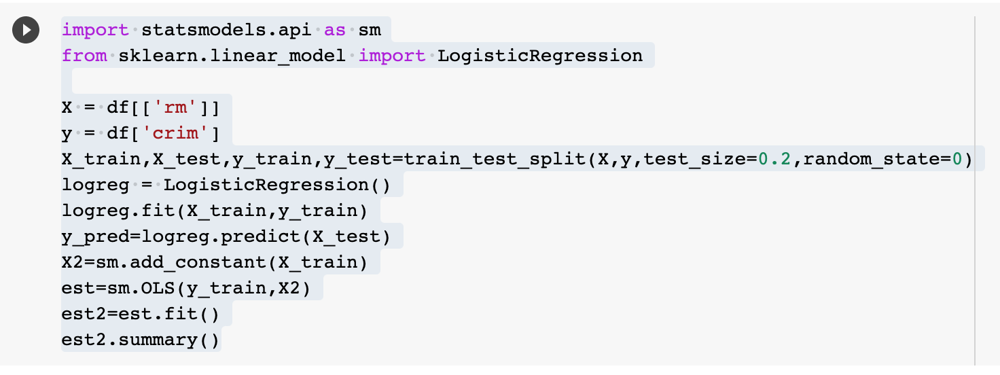 import statsmodels.api as sm
from sklearn.linear_model import LogisticRegression
X = df[['rm']]
y = df['crim']
X_train,X_test,y_train,y_test=train_test_split(X,y,test_size=0.2,random_state=0)
logreg = LogisticRegression()
logreg.fit(X_train,y_train)
y_pred=logreg.predict(X_test)
X2=sm.add_constant(X_train)
est=sm.OLS(y_train,X2)
est2=est.fit()
est2.summary()